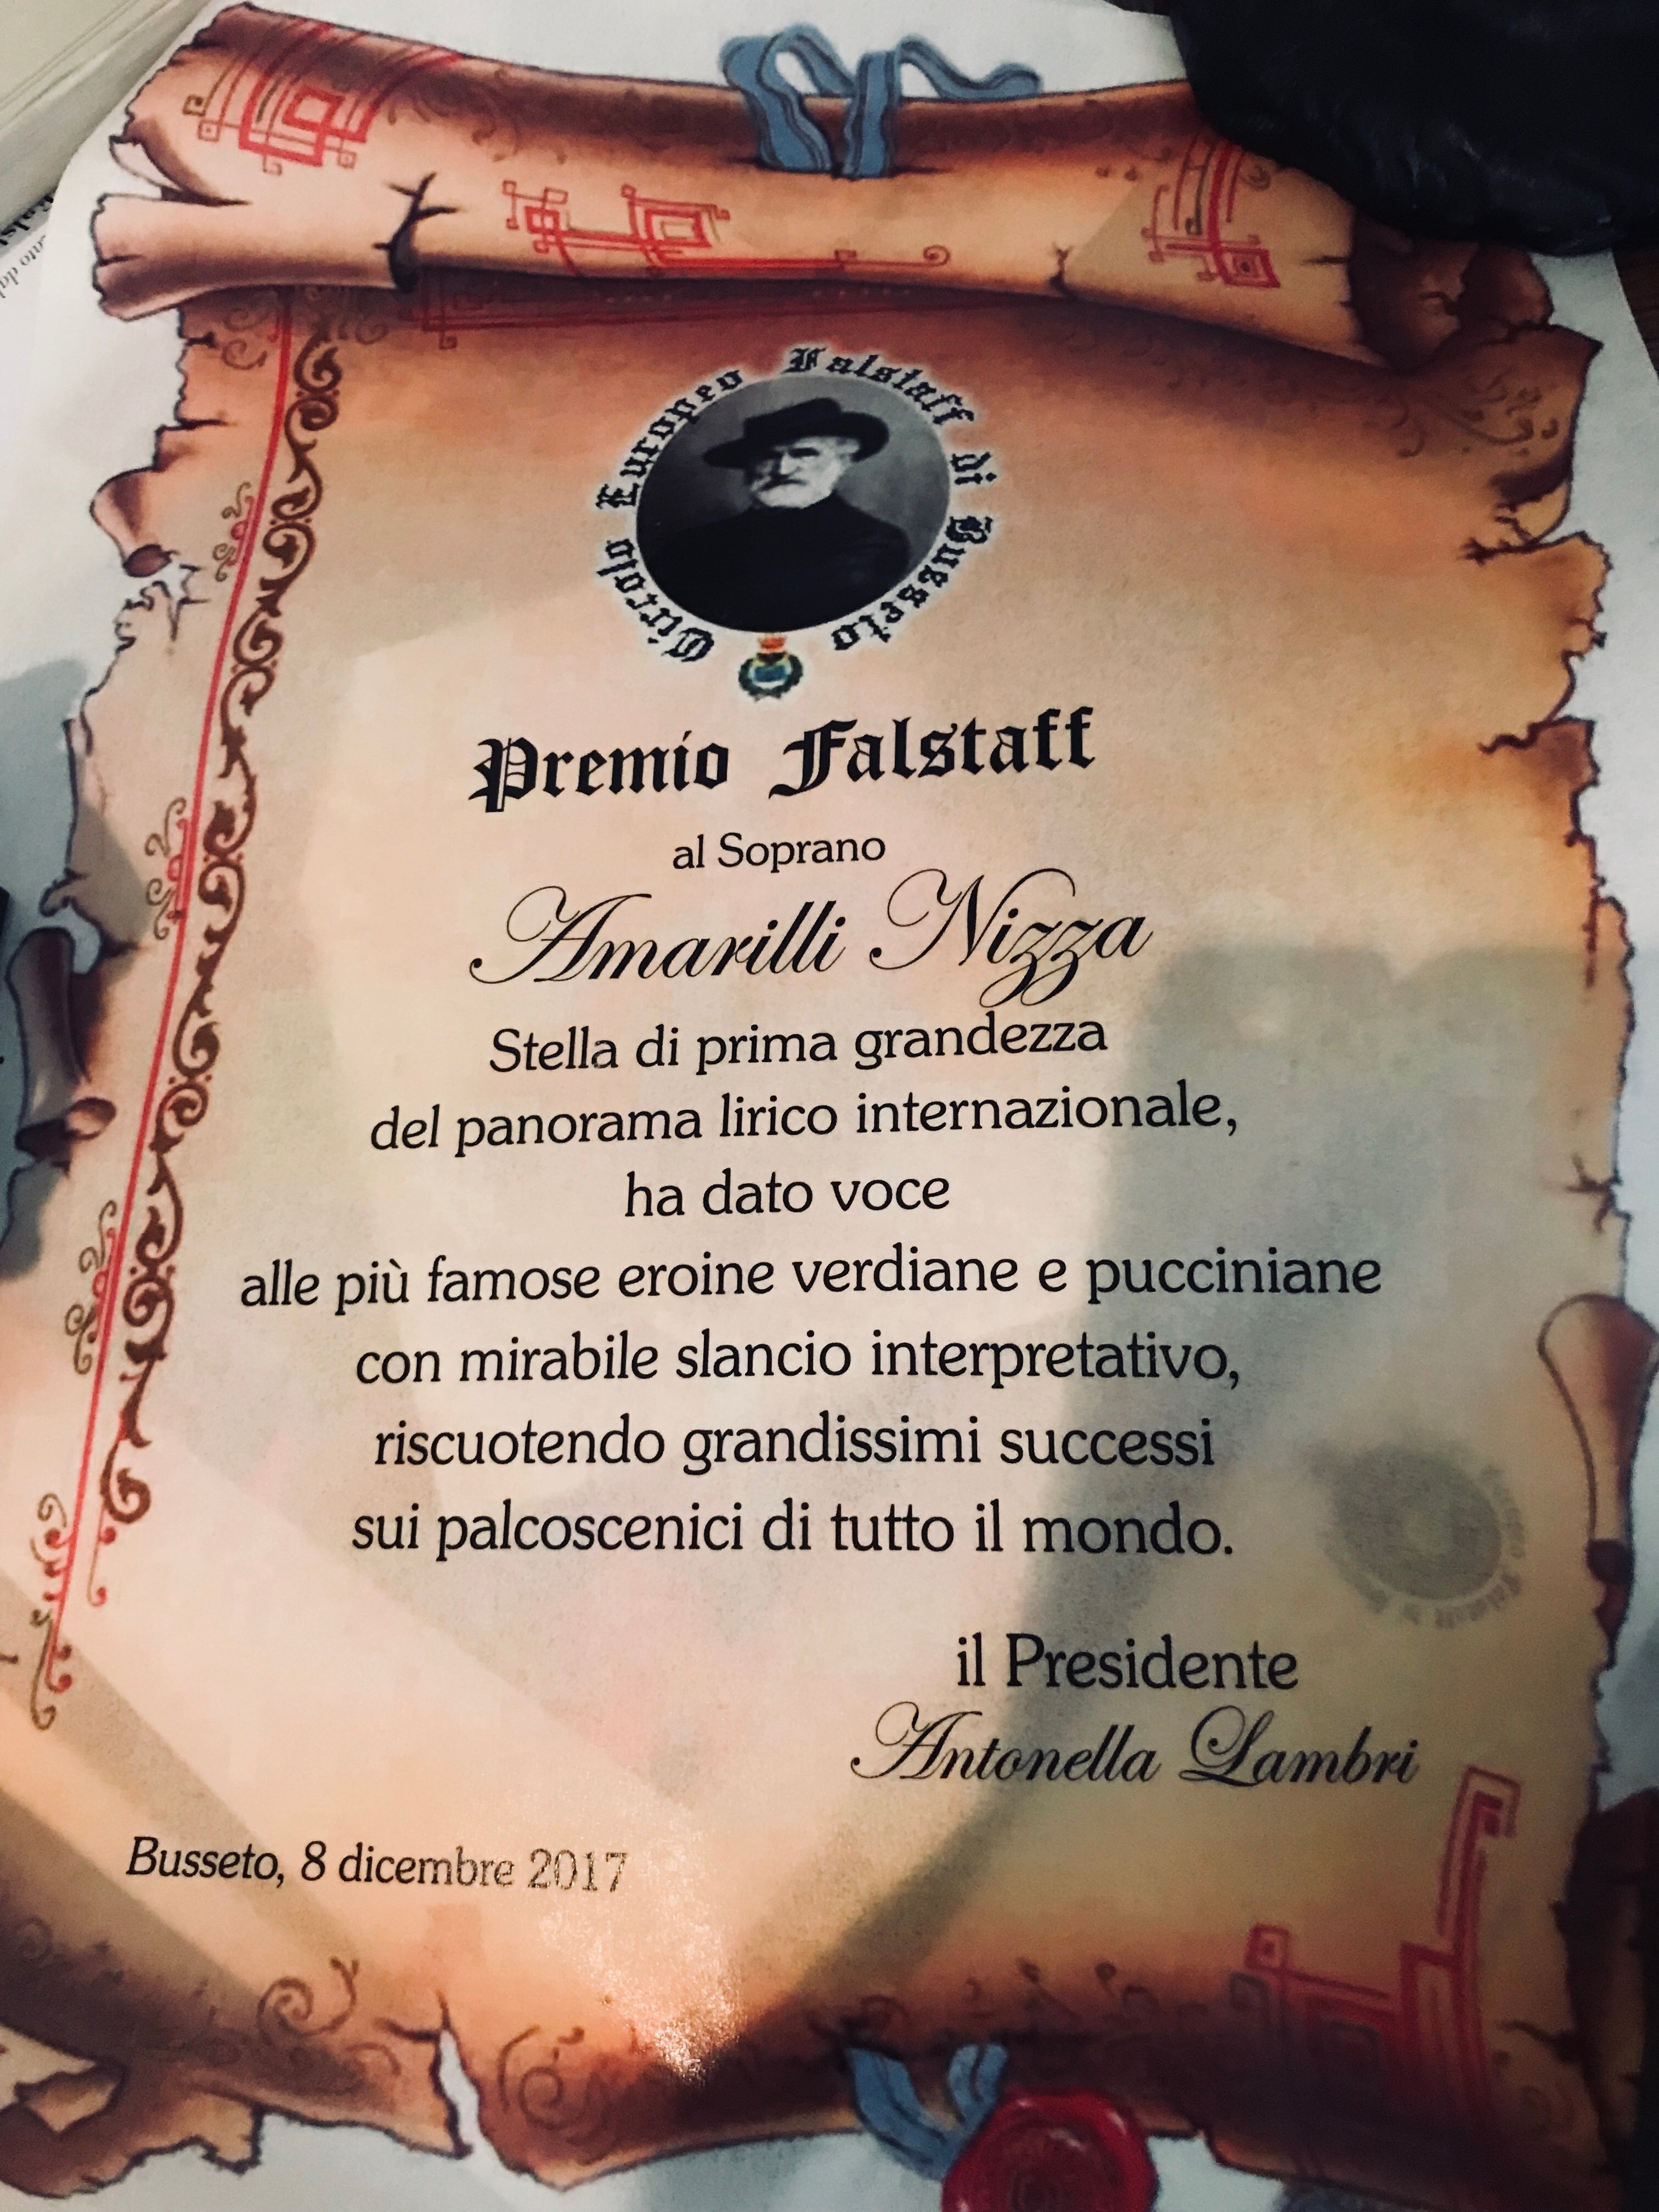 Circolo Europeo Falstaff di Busseto
Premio Falstaff
al Soprano
Amarilli Nizza
Stella di prima grandezza
del panorama lirico internazionale,
ha dato voce
alle più famose eroine verdiane e pucciniane
con mirabile slancio interpretativo,
riscuotendo grandissimi successi
sui palcoscenici di tutto il mondo.
il Presidente
Antonella Lambri
Busseto, 8 dicembre 2017